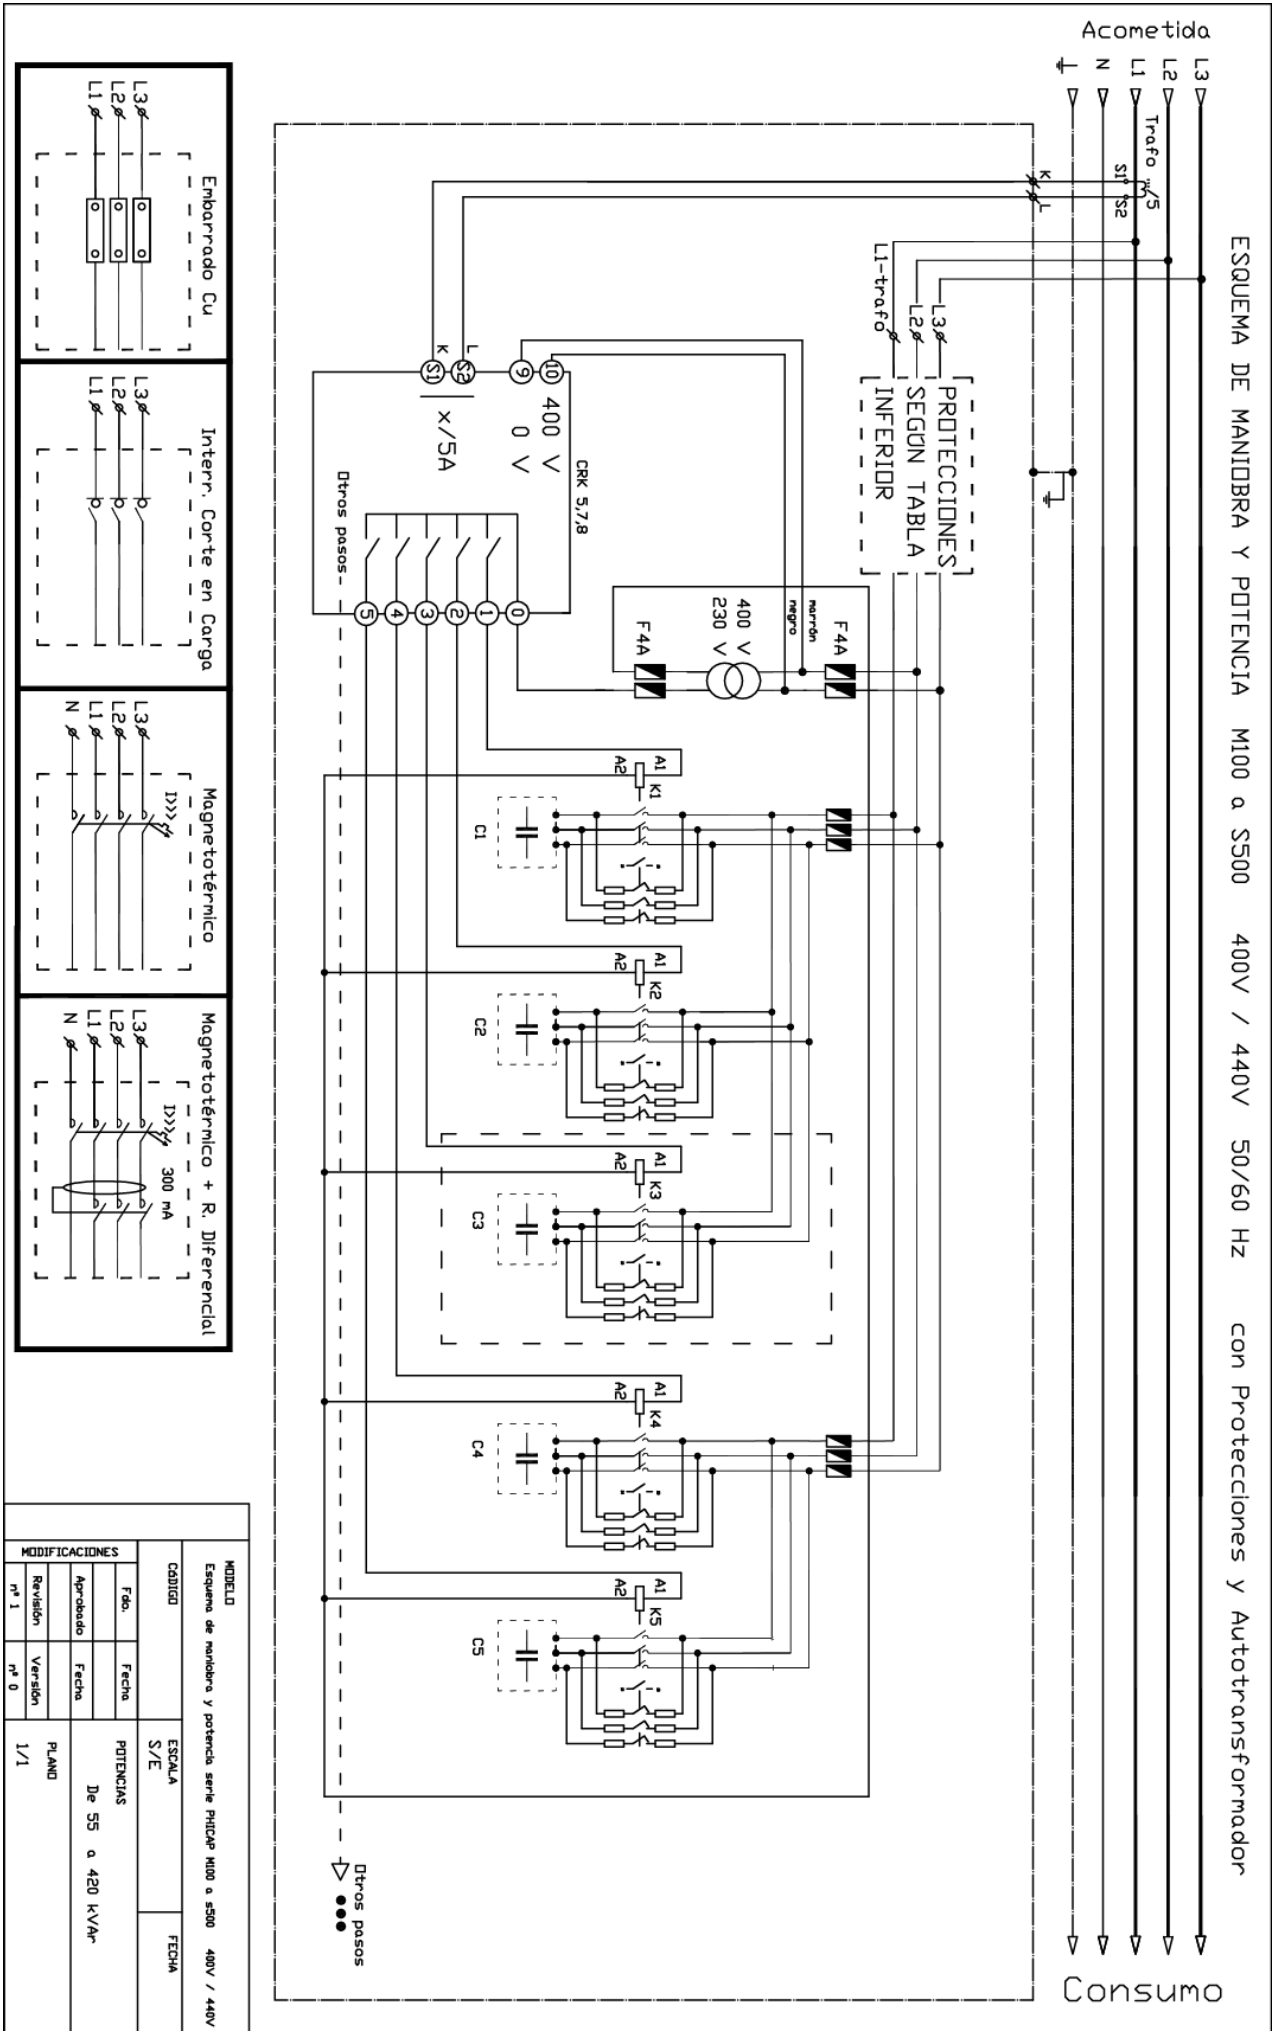 ESQUEMA DE MANIOBRA Y POTENCIA M100 a S500 400V / 440V 50/60 Hz con Protecciones y Autotransformador
Acometida
L3
L2
L1
N
Trafo .../5
S1
S2
K
L
Consumo
L3
L2
L1-trafo
PROTECCIONES
SEGÚN TABLA
INFERIOR
CRK 5,7,8
10
400 V
9
0 V
S2
L
S1
K
x/5A
0
1
2
3
4
5
Otros pasos
marrón
negro
F4A
400 V
230 V
F4A
A1
A2
K1
C1
A1
A2
K2
C2
A1
A2
K3
C3
A1
A2
K4
C4
A1
A2
K5
C5
Otros pasos
Embarrado Cu
L3
L2
L1
Interr. Corte en Carga
L3
L2
L1
Magnetotérmico
L3
L2
L1
N
I>>>
Magnetotérmico + R. Diferencial
L3
L2
L1
N
I>>>
300 mA
MODELO
Esquema de maniobra y potencia serie PHICAP M100 a s500 400V / 440V
CóDIGO
ESCALA
S/E
FECHA
MODIFICACIONES
Fdo.
Fecha
POTENCIAS
De 55 a 420 kVAr
Aprobado
Fecha
Revisión
Versión
PLANO
1/1
nº 1
nº 0